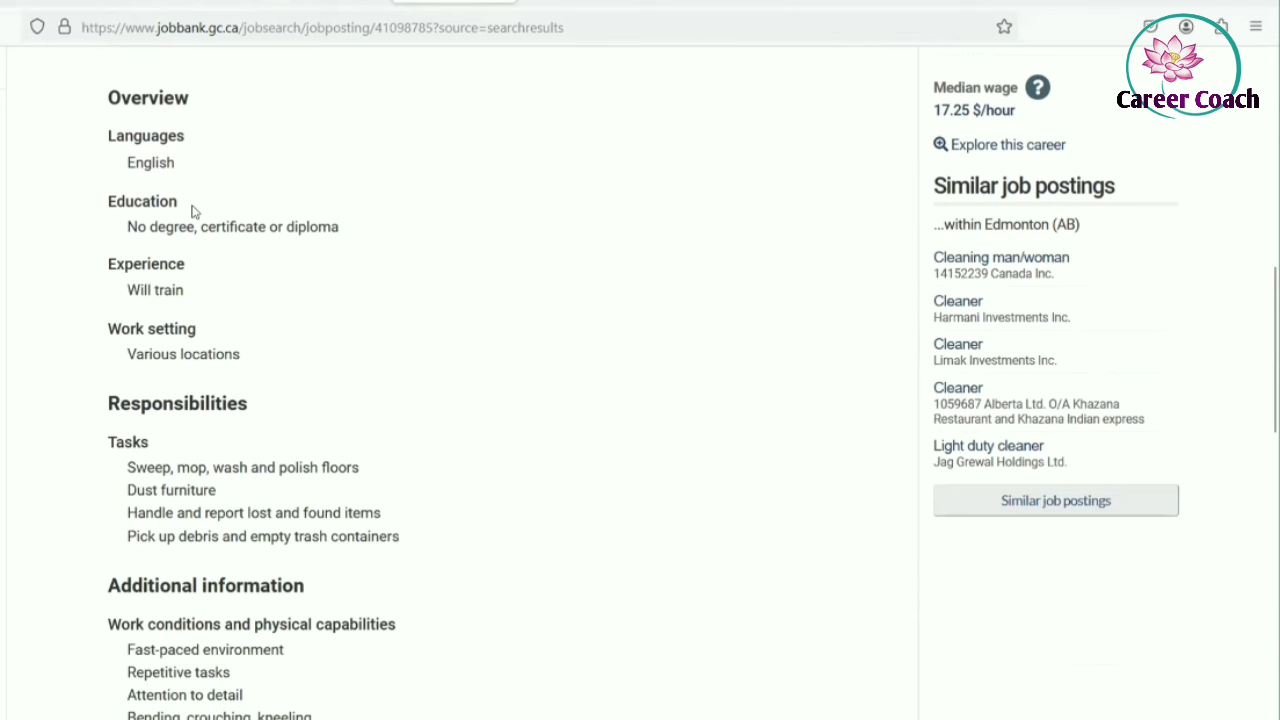 https://www.jobbank.gc.ca/jobsearch/jobposting/41098785?source=searchresults
Career Coach
Overview
Languages
English
Education
No degree, certificate or diploma
Experience
Will train
Work setting
Various locations
Responsibilities
Tasks
Sweep, mop, wash and polish floors
Dust furniture
Handle and report lost and found items
Pick up debris and empty trash containers
Additional information
Work conditions and physical capabilities
Fast-paced environment
Repetitive tasks
Attention to detail
Bending, crouching, kneeling
Median wage ?
17.25 $/hour
Explore this career
Similar job postings
...within Edmonton (AB)
Cleaning man/woman
14152239 Canada Inc.
Cleaner
Harmani Investments Inc.
Cleaner
Limak Investments Inc.
Cleaner
1059687 Alberta Ltd. O/A Khazana
Restaurant and Khazana Indian express
Light duty cleaner
Jag Grewal Holdings Ltd.
Similar job postings